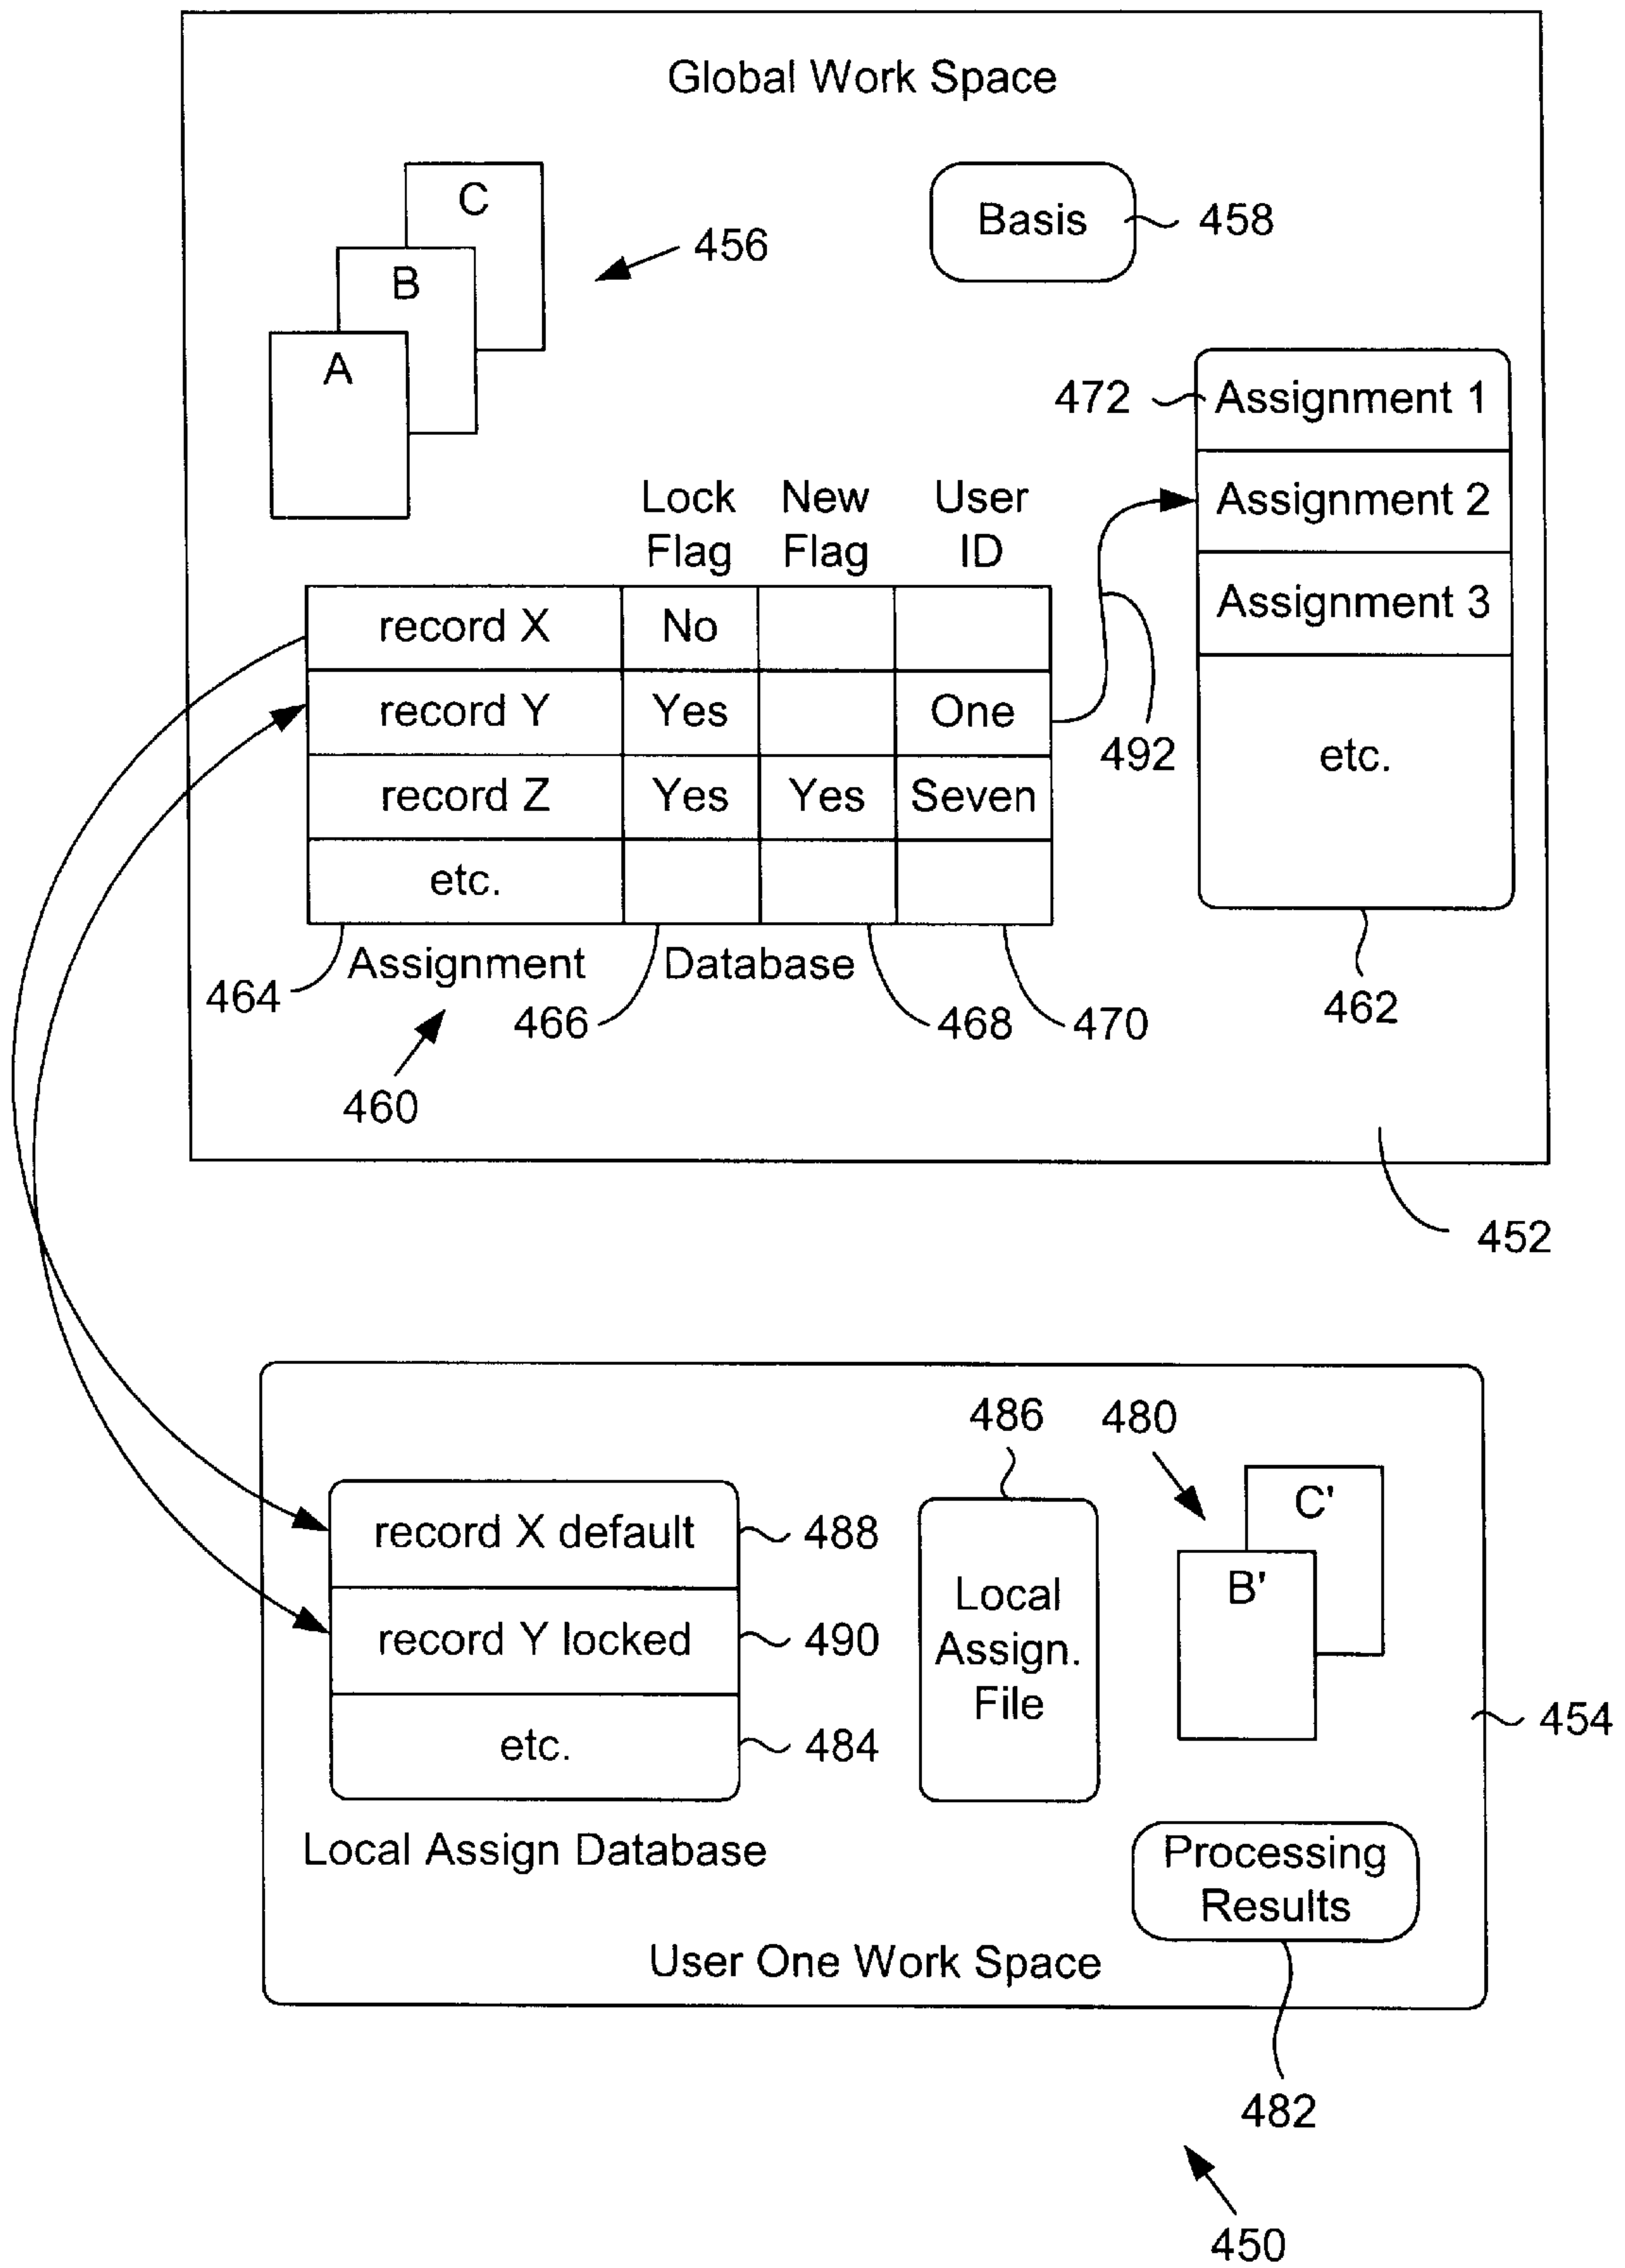 Global Work Space
C
B
A
456
Basis
458
472
Assignment 1
Assignment 2
Assignment 3
etc.
462
Lock Flag
New Flag
User ID
record X No
record Y Yes One
record Z Yes Yes Seven
etc.
492
Assignment Database
464
466
468
470
460
452
486
480
record X default
488
record Y locked
490
etc.
484
Local Assign Database
Local
Assign.
File
C'
B'
454
Processing
Results
User One Work Space
482
450